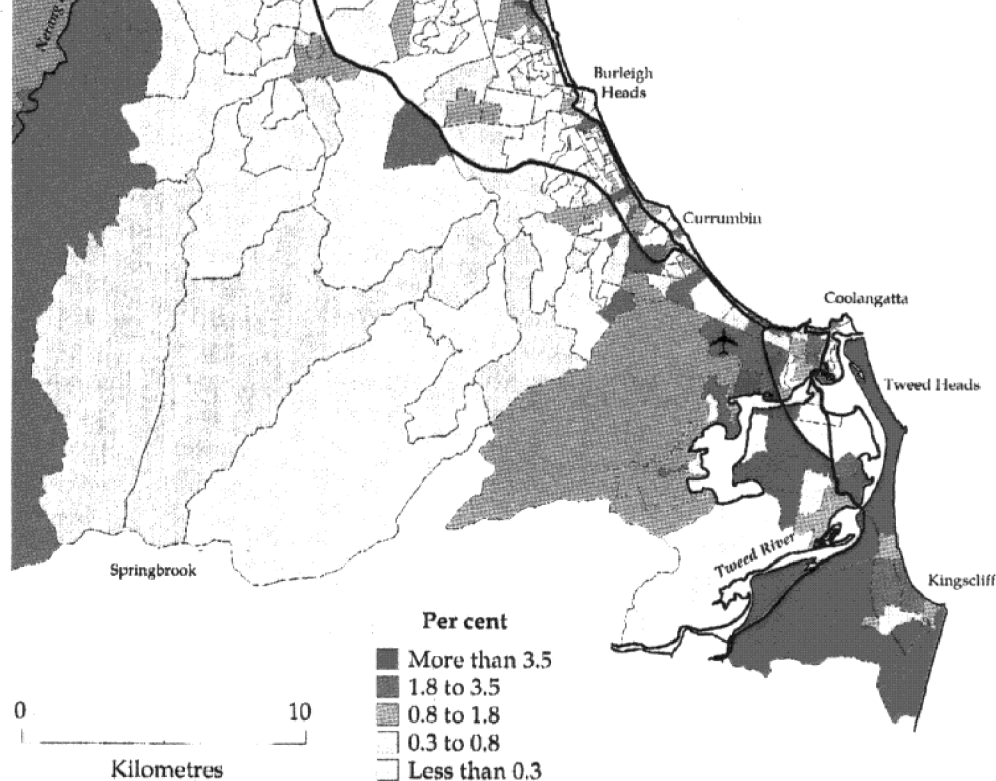 Nerang
Burleigh
Heads
Currumbin
Coolangatta
Tweed Heads
Tweed River
Springbrook
Kingscliff
Per cent
More than 3.5
1.8 to 3.5
0.8 to 1.8
0.3 to 0.8
Less than 0.3
0 10
Kilometres